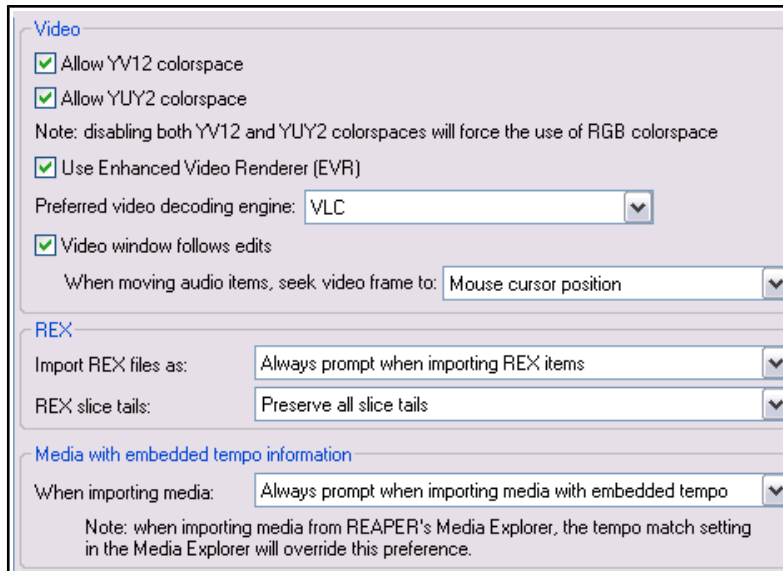 Video
Allow YV12 colorspace
Allow YUY2 colorspace
Note: disabling both YV12 and YUY2 colorspaces will force the use of RGB colorspace
Use Enhanced Video Renderer (EVR)
Preferred video decoding engine: VLC
Video window follows edits
When moving audio items, seek video frame to: Mouse cursor position
REX
Import REX files as: Always prompt when importing REX items
REX slice tails: Preserve all slice tails
Media with embedded tempo information
When importing media: Always prompt when importing media with embedded tempo
Note: when importing media from REAPER's Media Explorer, the tempo match setting
in the Media Explorer will override this preference.